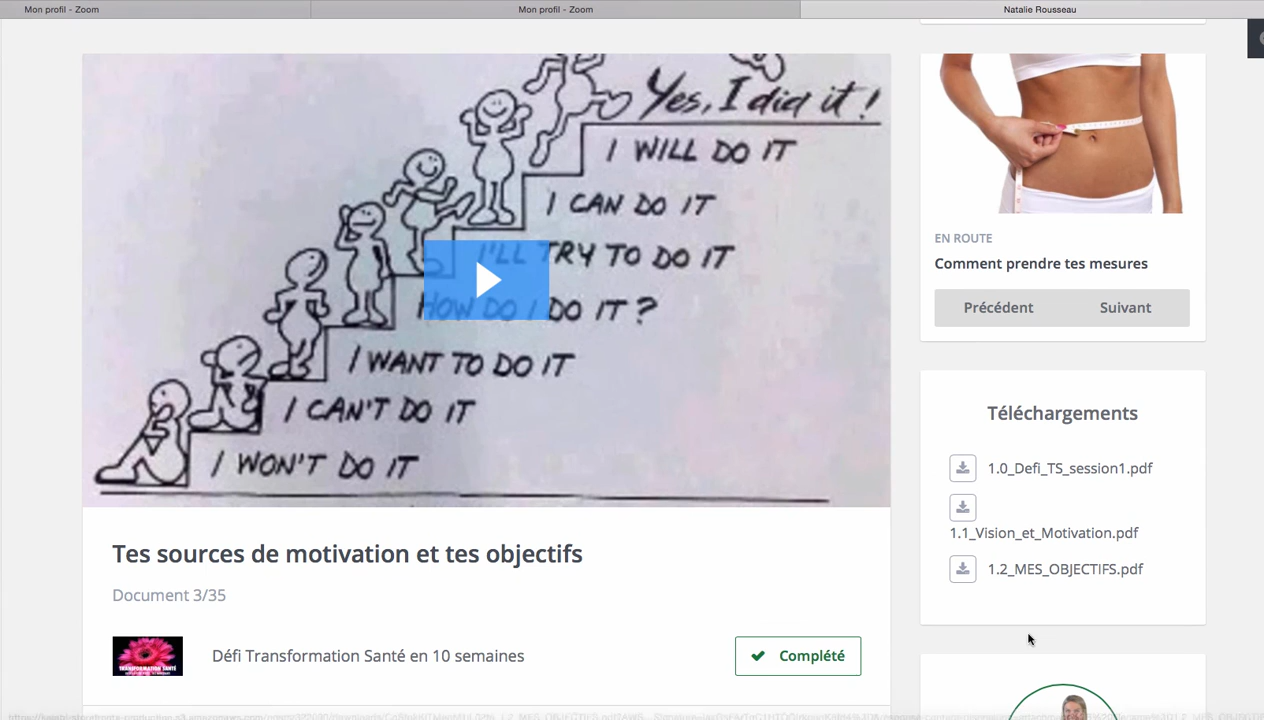 Mon profil - Zoom
Mon profil - Zoom
Natalie Rousseau
Yes, I did it!
I WILL DO IT
I CAN DO IT
I'LL TRY TO DO IT
HOW DO I DO IT?
I WANT TO DO IT
I CAN'T DO IT
I WON'T DO IT
Tes sources de motivation et tes objectifs
Document 3/35
TRANSFORMATION SANTÉ
Défi Transformation Santé en 10 semaines
Complété
EN ROUTE
Comment prendre tes mesures
Précédent
Suivant
Téléchargements
1.0_Defi_TS_session1.pdf
1.1_Vision_et_Motivation.pdf
1.2_MES_OBJECTIFS.pdf